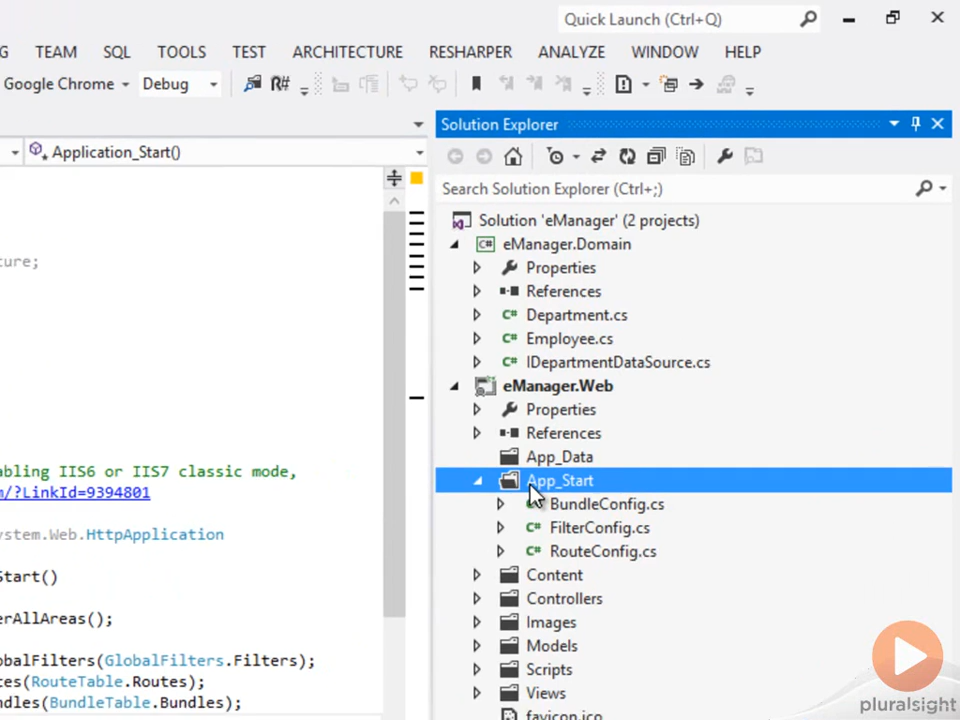 Quick Launch (Ctrl+Q)
G TEAM SQL TOOLS TEST ARCHITECTURE RESHARPER ANALYZE WINDOW HELP
Google Chrome Debug R#
Solution Explorer
Application_Start()
Search Solution Explorer (Ctrl+;)
Solution 'eManager' (2 projects)
C# eManager.Domain
Properties
ture;
References
C# Department.cs
C# Employee.cs
C# IDepartmentDataSource.cs
eManager.Web
Properties
References
App_Data
abling IIS6 or IIS7 classic mode,
App_Start
m/?LinkId=9394801
BundleConfig.cs
ystem.Web.HttpApplication
C# FilterConfig.cs
C# RouteConfig.cs
Start()
Content
Controllers
erAllAreas();
Images
Models
obalFilters(GlobalFilters.Filters);
Scripts
tes(RouteTable.Routes);
Views
ndles(BundleTable.Bundles);
favicon.ico
pluralsight